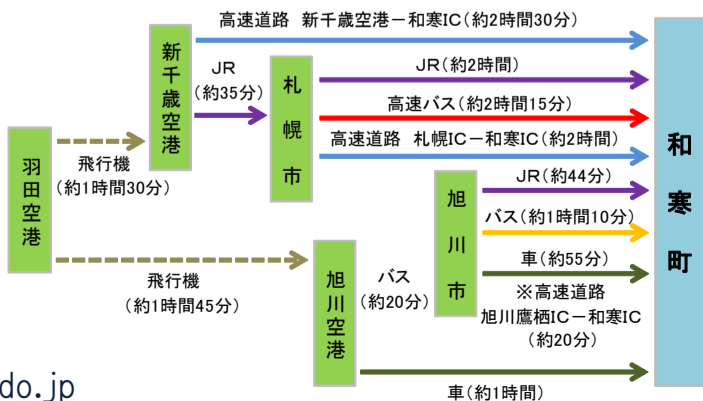 高速道路 新千歳空港－和寒IC(約2時間30分)
新千歳空港
JR
(約35分)
札幌市
JR(約2時間)
高速バス(約2時間15分)
高速道路 札幌IC－和寒IC(約2時間)
和寒町
羽田空港
飛行機
(約1時間30分)
旭川市
JR(約44分)
バス(約1時間10分)
車(約55分)
※高速道路
旭川鷹栖IC－和寒IC
(約20分)
飛行機
(約1時間45分)
旭川空港
バス
(約20分)
車(約1時間)
do.jp